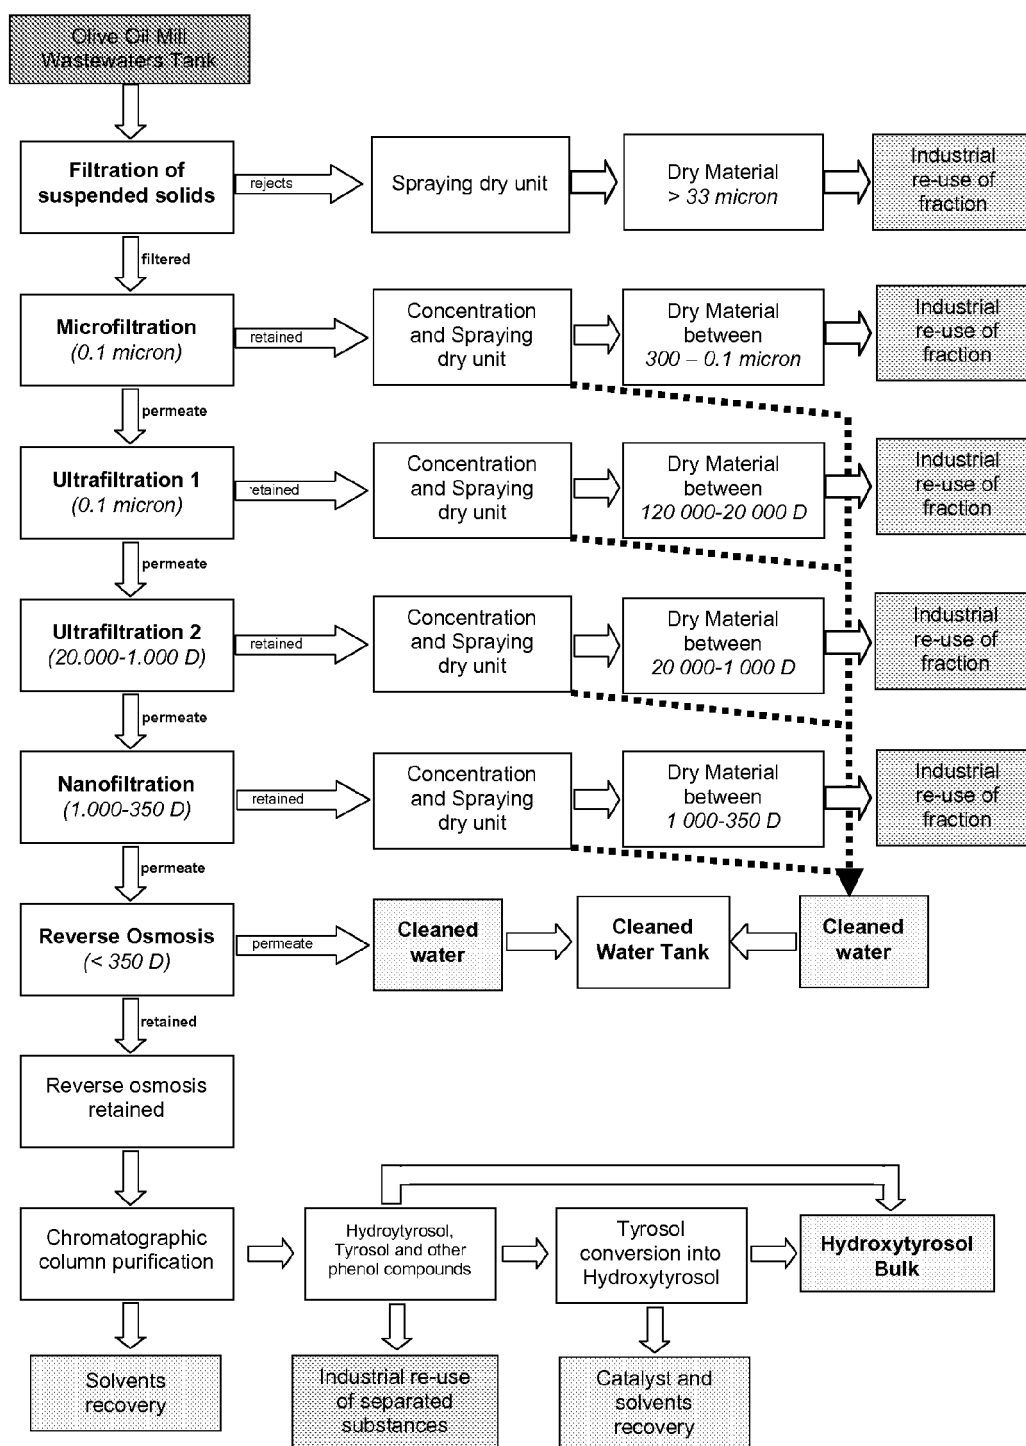 Olive Oil Mill
Wastewaters Tank
Filtration of
suspended solids
rejects
Spraying dry unit
Dry Material
> 33 micron
Industrial
re-use of
fraction
filtered
Microfiltration
(0.1 micron)
retained
Concentration
and Spraying
dry unit
Dry Material
between
300 – 0.1 micron
Industrial
re-use of
fraction
permeate
Ultrafiltration 1
(0.1 micron)
retained
Concentration
and Spraying
dry unit
Dry Material
between
120 000-20 000 D
Industrial
re-use of
fraction
permeate
Ultrafiltration 2
(20.000-1.000 D)
retained
Concentration
and Spraying
dry unit
Dry Material
between
20 000-1 000 D
Industrial
re-use of
fraction
permeate
Nanofiltration
(1.000-350 D)
retained
Concentration
and Spraying
dry unit
Dry Material
between
1 000-350 D
Industrial
re-use of
fraction
permeate
Reverse Osmosis
(< 350 D)
permeate
Cleaned
water
Cleaned
Water Tank
Cleaned
water
retained
Reverse osmosis
retained
Chromatographic
column purification
Hydroytyrosol,
Tyrosol and other
phenol compounds
Tyrosol
conversion into
Hydroxytyrosol
Hydroxytyrosol
Bulk
Solvents
recovery
Industrial re-use
of separated
substances
Catalyst and
solvents
recovery